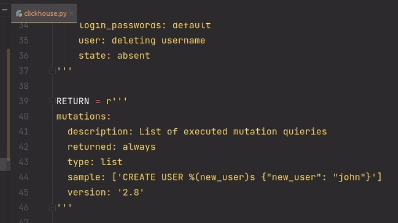 clickhouse.py
34 login_passwords: default
35 user: deleting username
36 state: absent
37 '''
38
39 RETURN = r'''
40 mutations:
41 description: List of executed mutation quieries
42 returned: always
43 type: list
44 sample: ['CREATE USER %(new_user)s {"new_user": "john"}']
45 version: '2.8'
46 '''
47